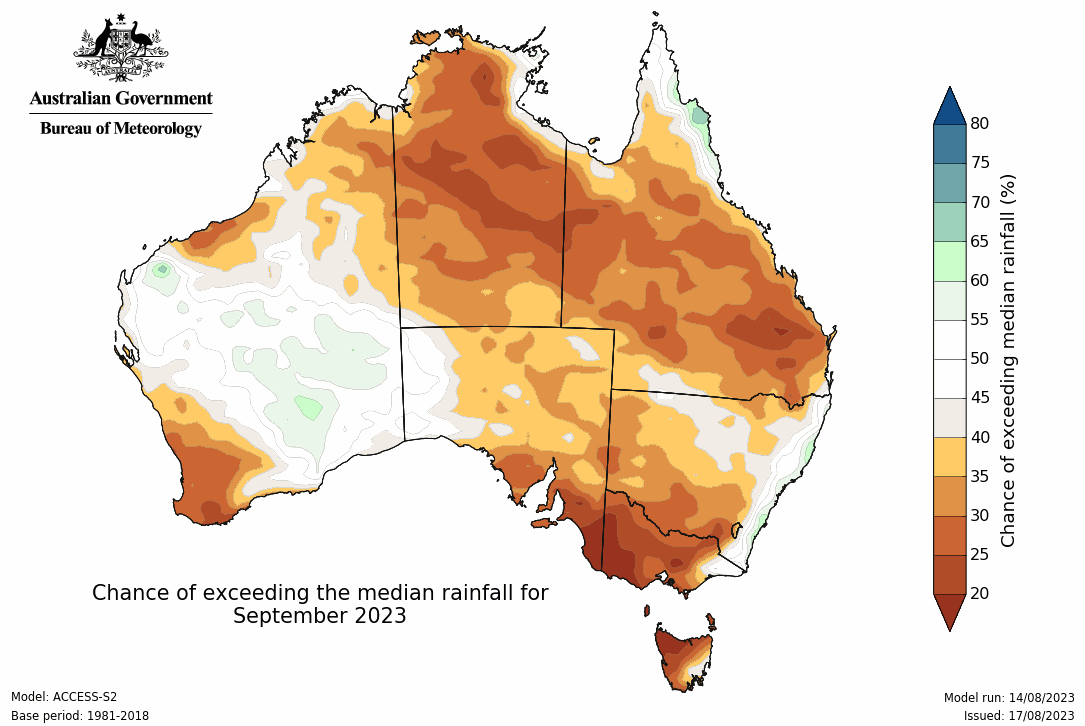 Australian Government
Bureau of Meteorology
80
75
70
65
60
55
50
45
40
35
30
25
20
Chance of exceeding median rainfall (%)
Chance of exceeding the median rainfall for
September 2023
Model: ACCESS-S2
Base period: 1981-2018
Model run: 14/08/2023
Issued: 17/08/2023